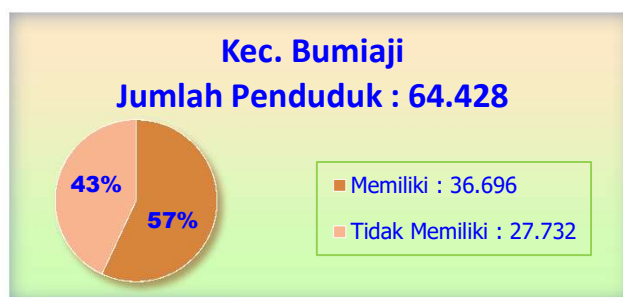 Kec. Bumiaji
Jumlah Penduduk : 64.428
43%
57%
Memiliki : 36.696
Tidak Memiliki : 27.732